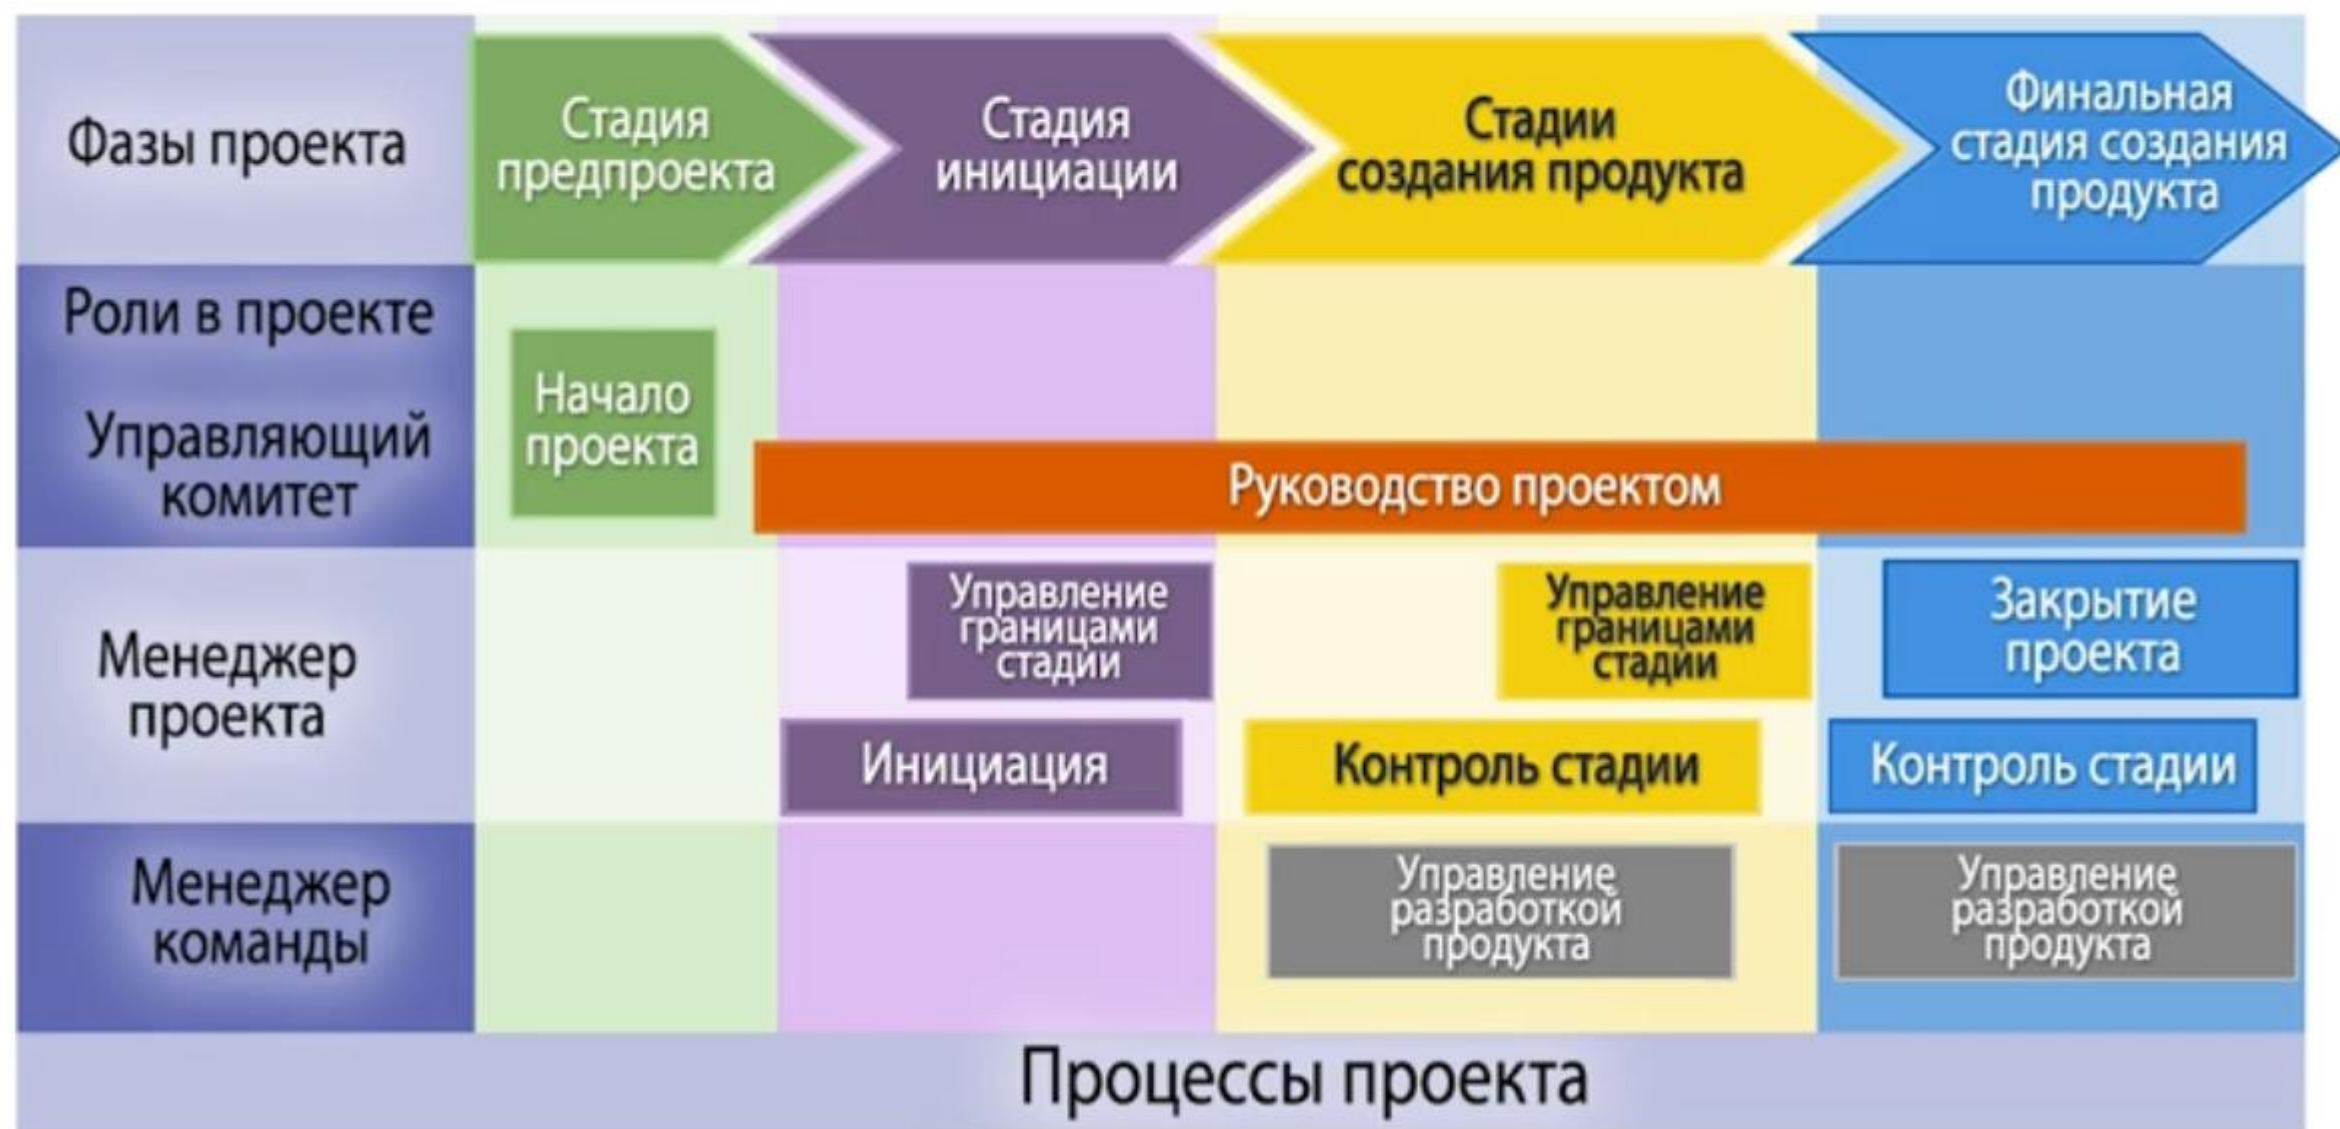 Фазы проекта
Стадия
предпроекта
Стадия
инициации
Стадии
создания продукта
Финальная
стадия создания
продукта
Роли в проекте
Управляющий
комитет
Начало
проекта
Руководство проектом
Менеджер
проекта
Управление
границами
стадии
Управление
границами
стадии
Закрытие
проекта
Инициация
Контроль стадии
Контроль стадии
Менеджер
команды
Управление
разработкой
продукта
Управление
разработкой
продукта
Процессы проекта